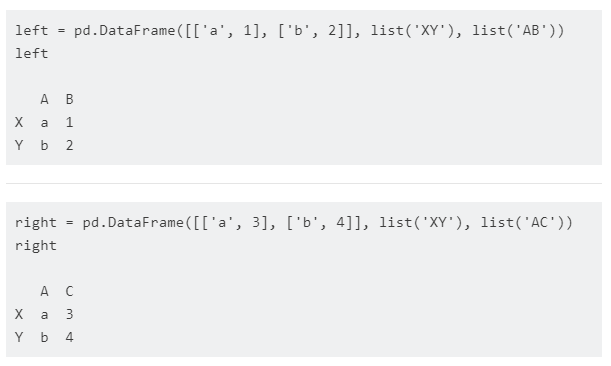 left = pd.DataFrame([['a', 1], ['b', 2]], list('XY'), list('AB'))
left
A B
X a 1
Y b 2
right = pd.DataFrame([['a', 3], ['b', 4]], list('XY'), list('AC'))
right
A C
X a 3
Y b 4